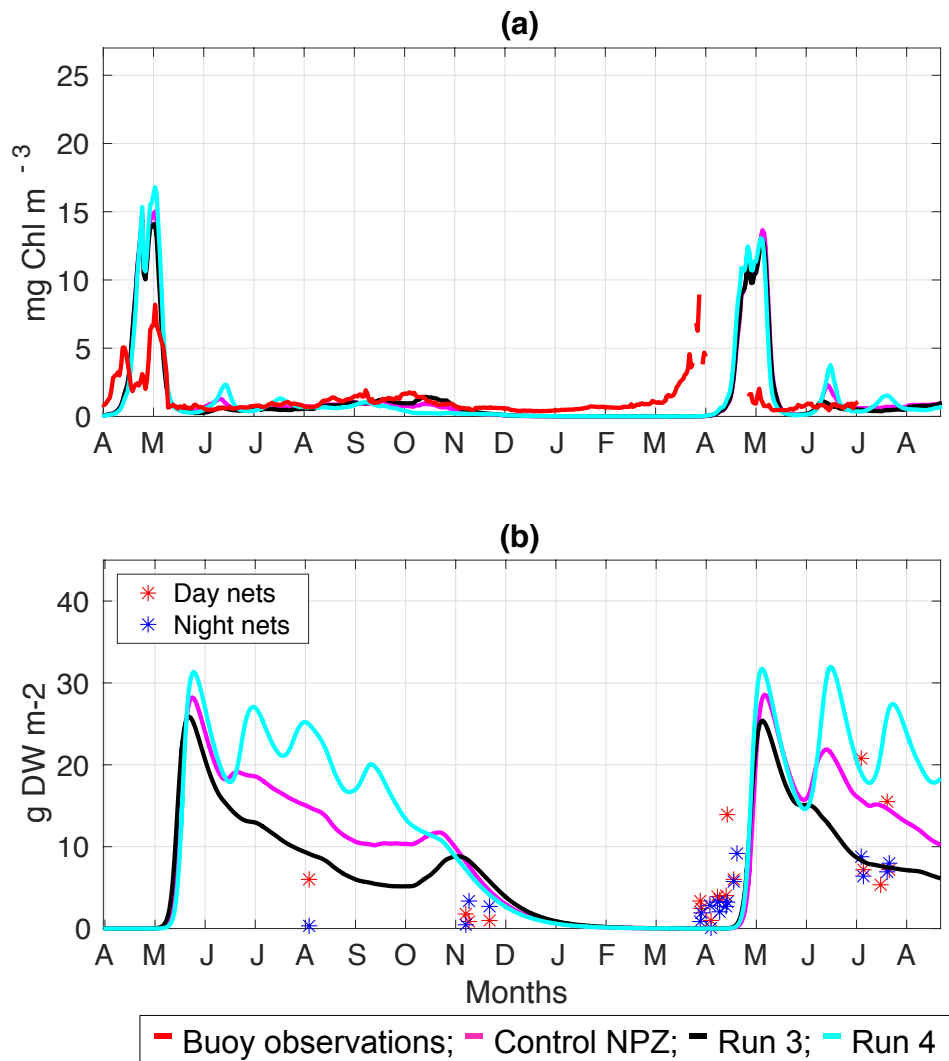 (a)
mg Chl m - 3
25
20
15
10
5
0
A M J J A S O N D J F M A M J J A
(b)
g DW m-2
40
30
20
10
0
Day nets
Night nets
A M J J A S O N D J F M A M J J A
Months
Buoy observations; Control NPZ; Run 3; Run 4